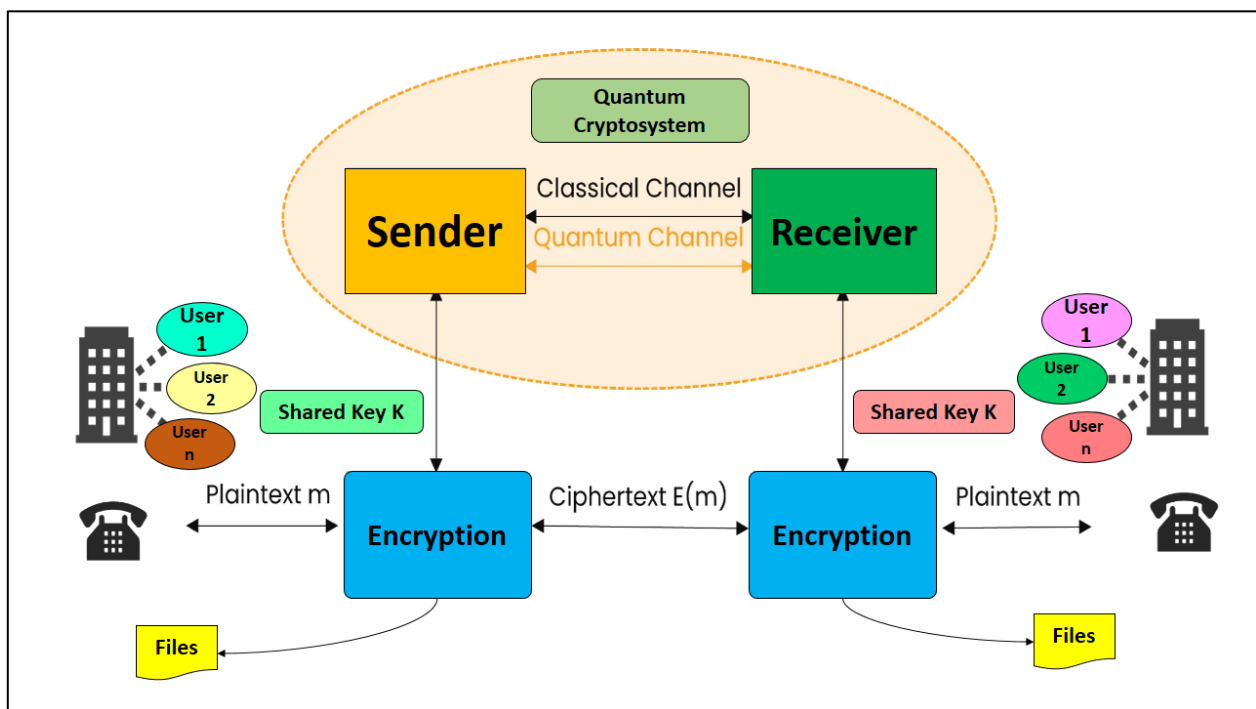 Quantum
Cryptosystem
Sender
Classical Channel
Quantum Channel
Receiver
User
1
User
2
User
n
User
1
User
2
User
n
Shared Key K
Shared Key K
Plaintext m
Encryption
Ciphertext E(m)
Encryption
Plaintext m
Files
Files